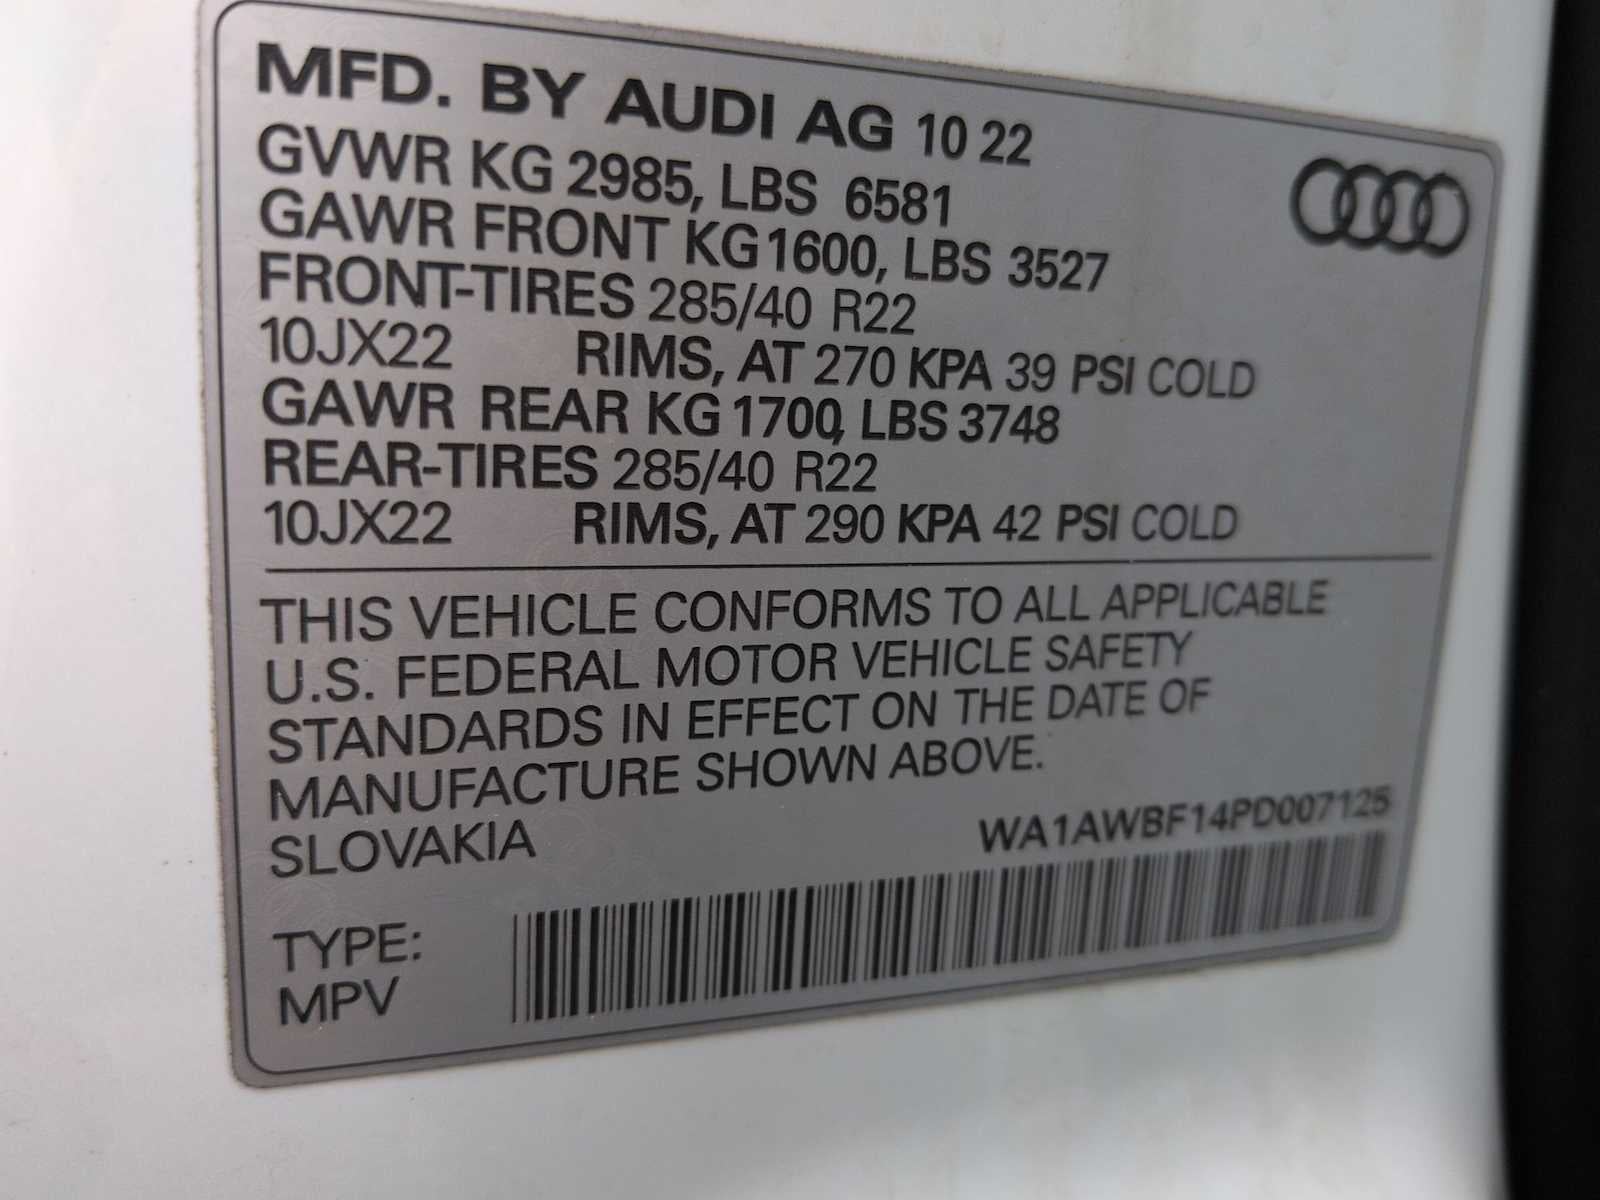 MFD. BY AUDI AG 10 22
GVWR KG 2985, LBS 6581
GAWR FRONT KG 1600, LBS 3527
FRONT-TIRES 285/40 R22
10JX22 RIMS, AT 270 KPA 39 PSI COLD
GAWR REAR KG 1700, LBS 3748
REAR-TIRES 285/40 R22
10JX22 RIMS, AT 290 KPA 42 PSI COLD
THIS VEHICLE CONFORMS TO ALL APPLICABLE
U.S. FEDERAL MOTOR VEHICLE SAFETY
STANDARDS IN EFFECT ON THE DATE OF
MANUFACTURE SHOWN ABOVE.
SLOVAKIA WA1AWBF14PD007125
TYPE:
MPV